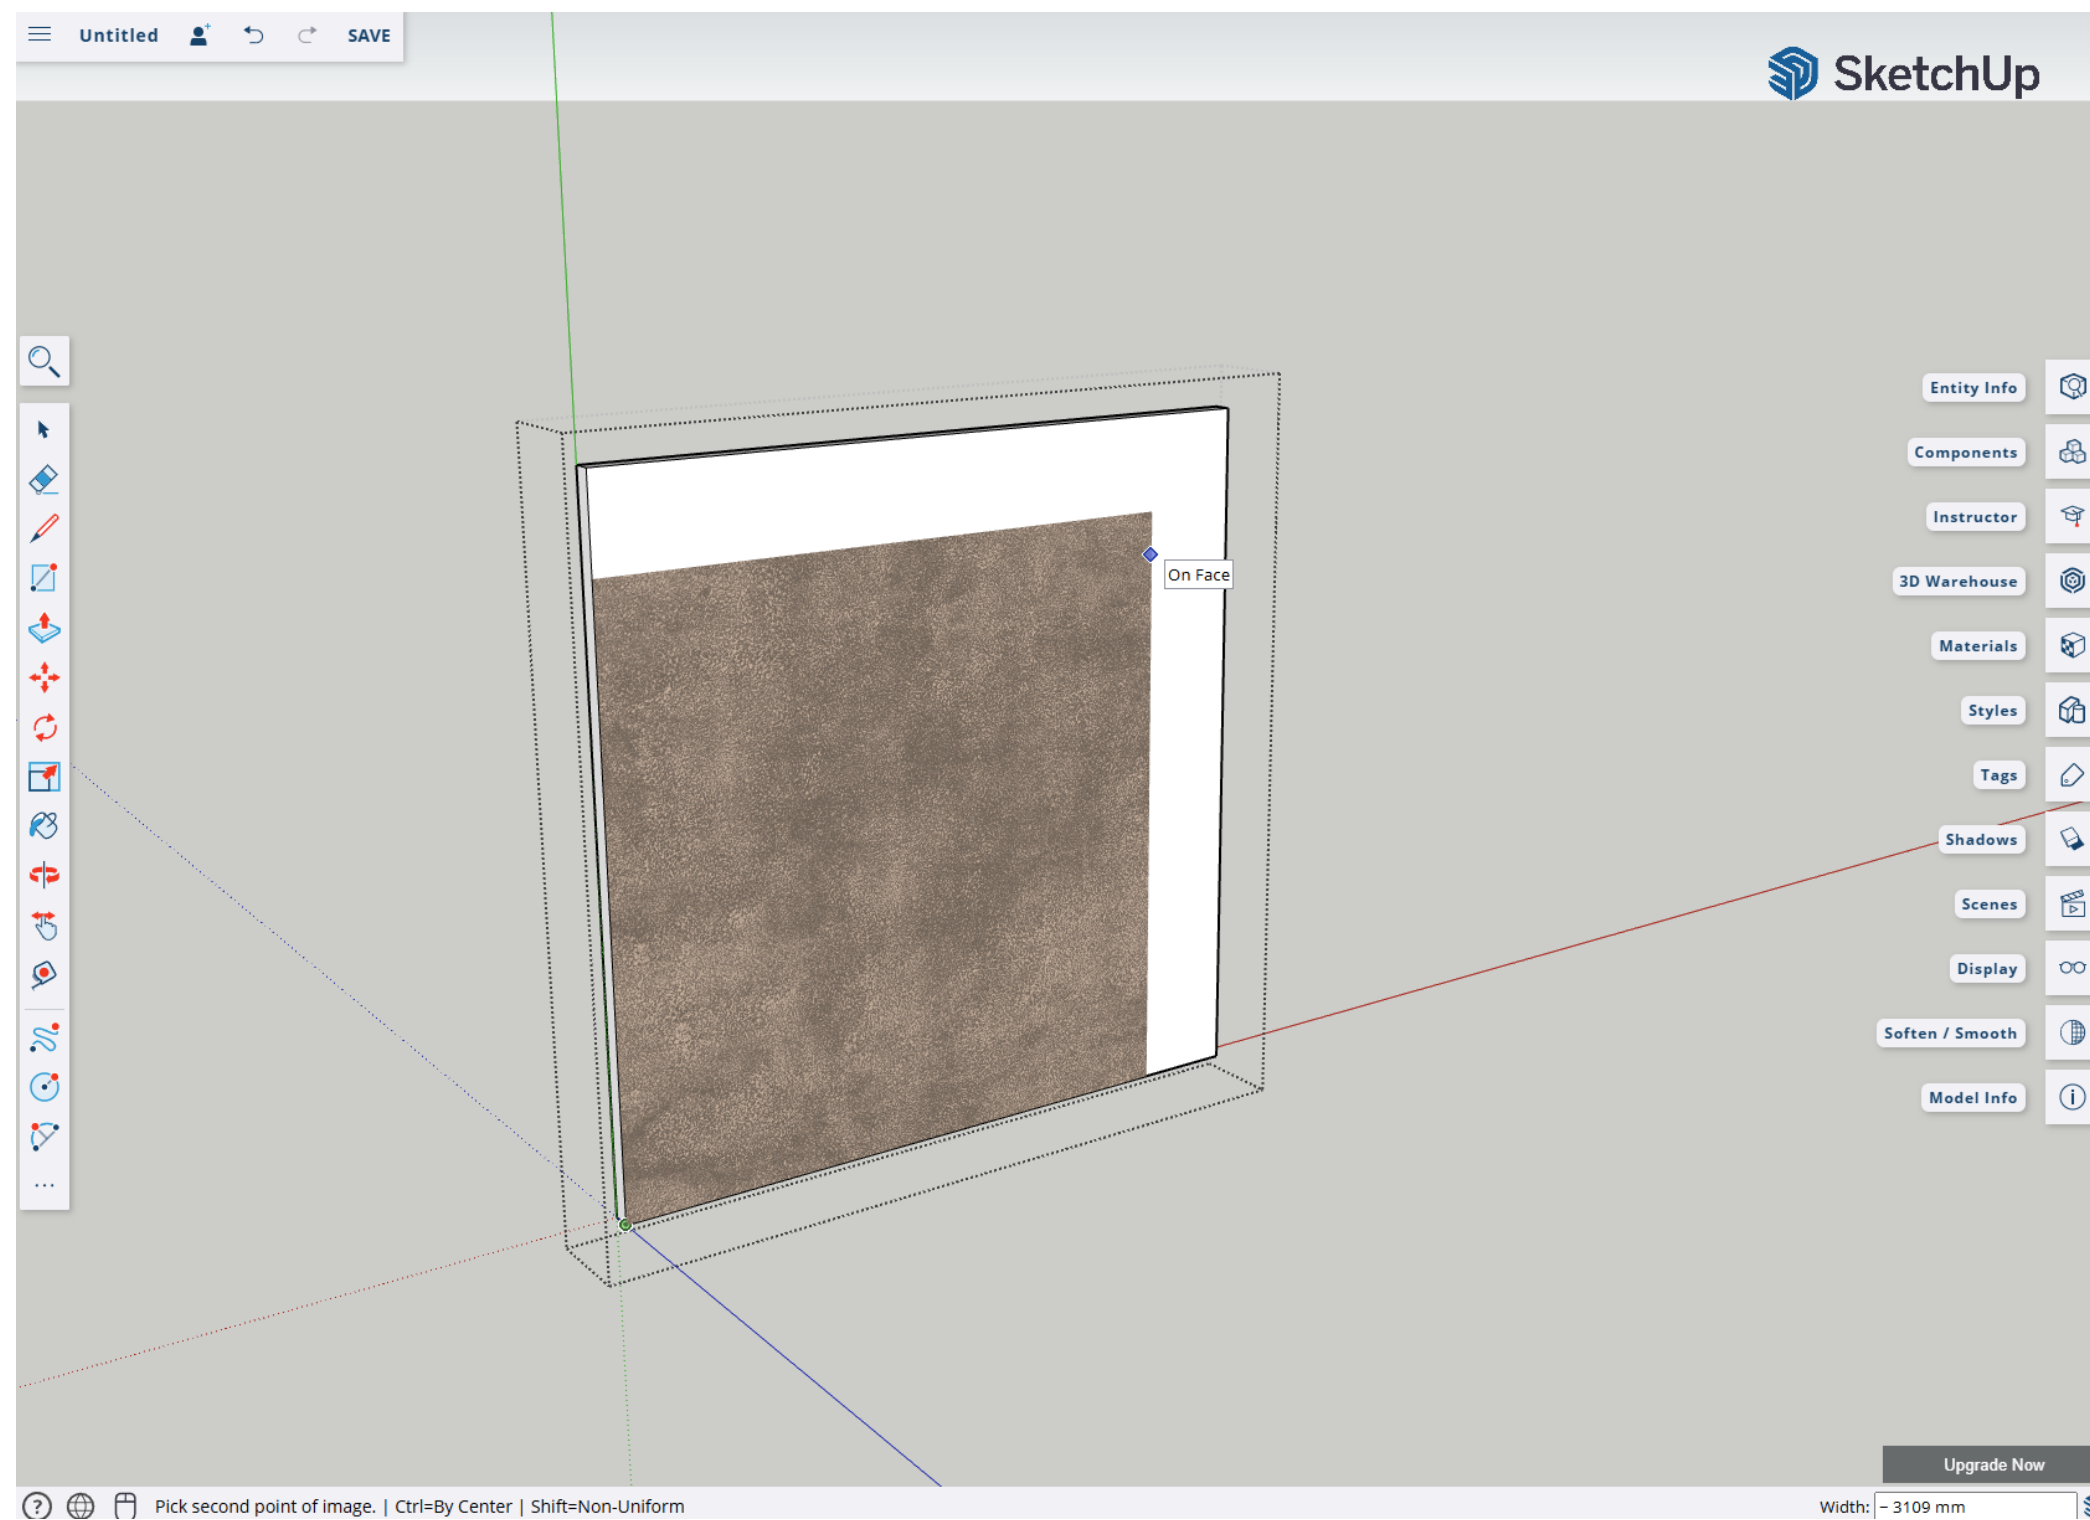 Untitled
SAVE
SketchUp
On Face
Entity Info
Components
Instructor
3D Warehouse
Materials
Styles
Tags
Shadows
Scenes
Display
Soften / Smooth
Model Info
Upgrade Now
Pick second point of image. | Ctrl=By Center | Shift=Non-Uniform
Width: ~ 3109 mm